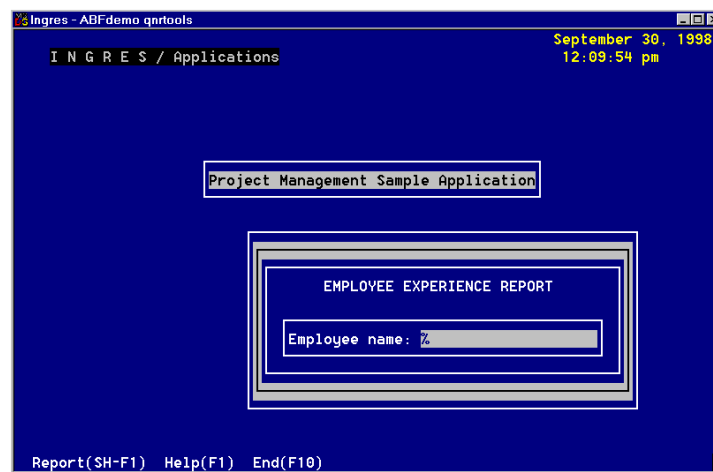 Ingres - ABFdemo qnrtools
September 30, 1998
I N G R E S / Applications
12:09:54 pm
Project Management Sample Application
EMPLOYEE EXPERIENCE REPORT
Employee name: %
Report(SH-F1) Help(F1) End(F10)